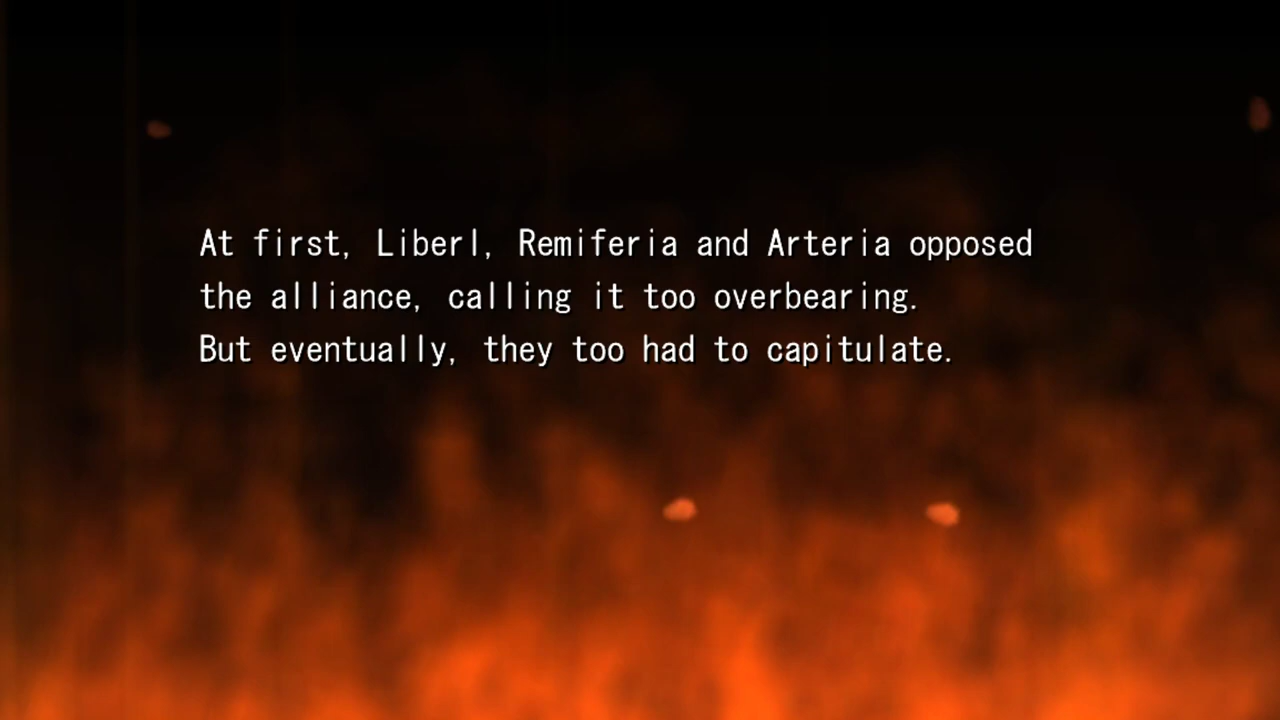 At first, Liberl, Remiferia and Arteria opposed
the alliance, calling it too overbearing.
But eventually, they too had to capitulate.